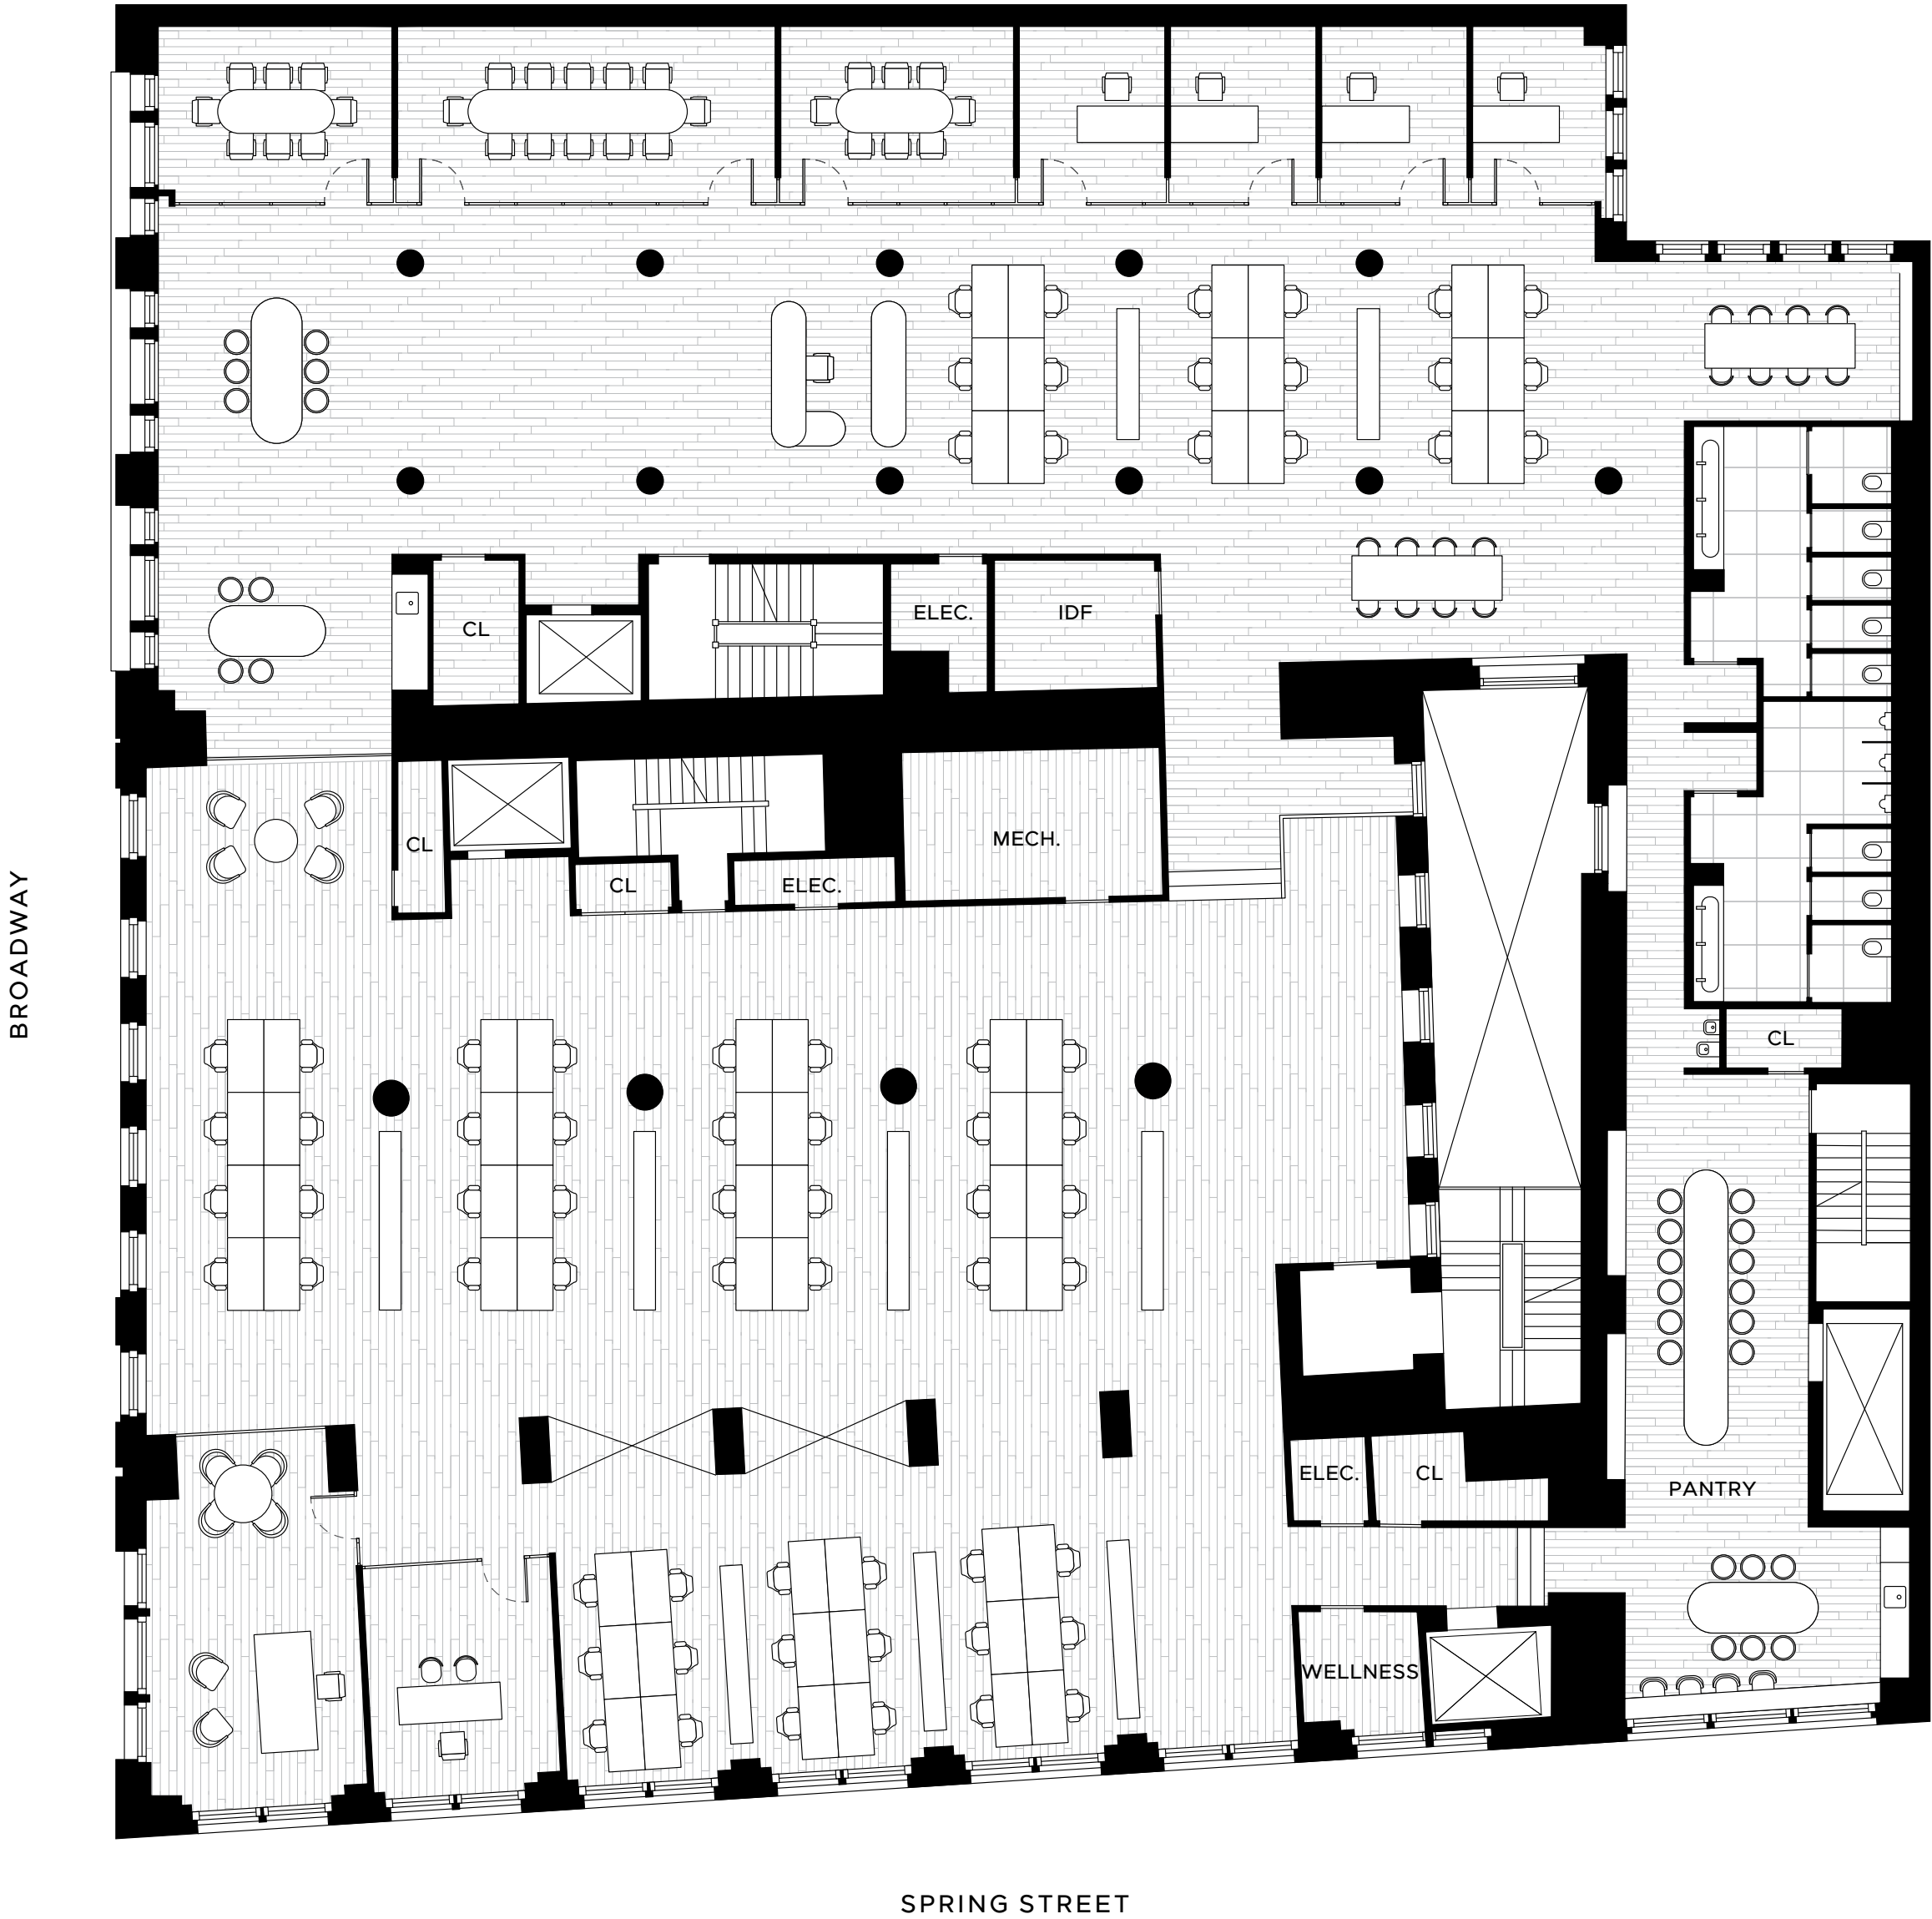 CL
ELEC.
IDF
CL
CL
ELEC.
MECH.
BROADWAY
CL
ELEC.
CL
PANTRY
WELLNESS
SPRING STREET